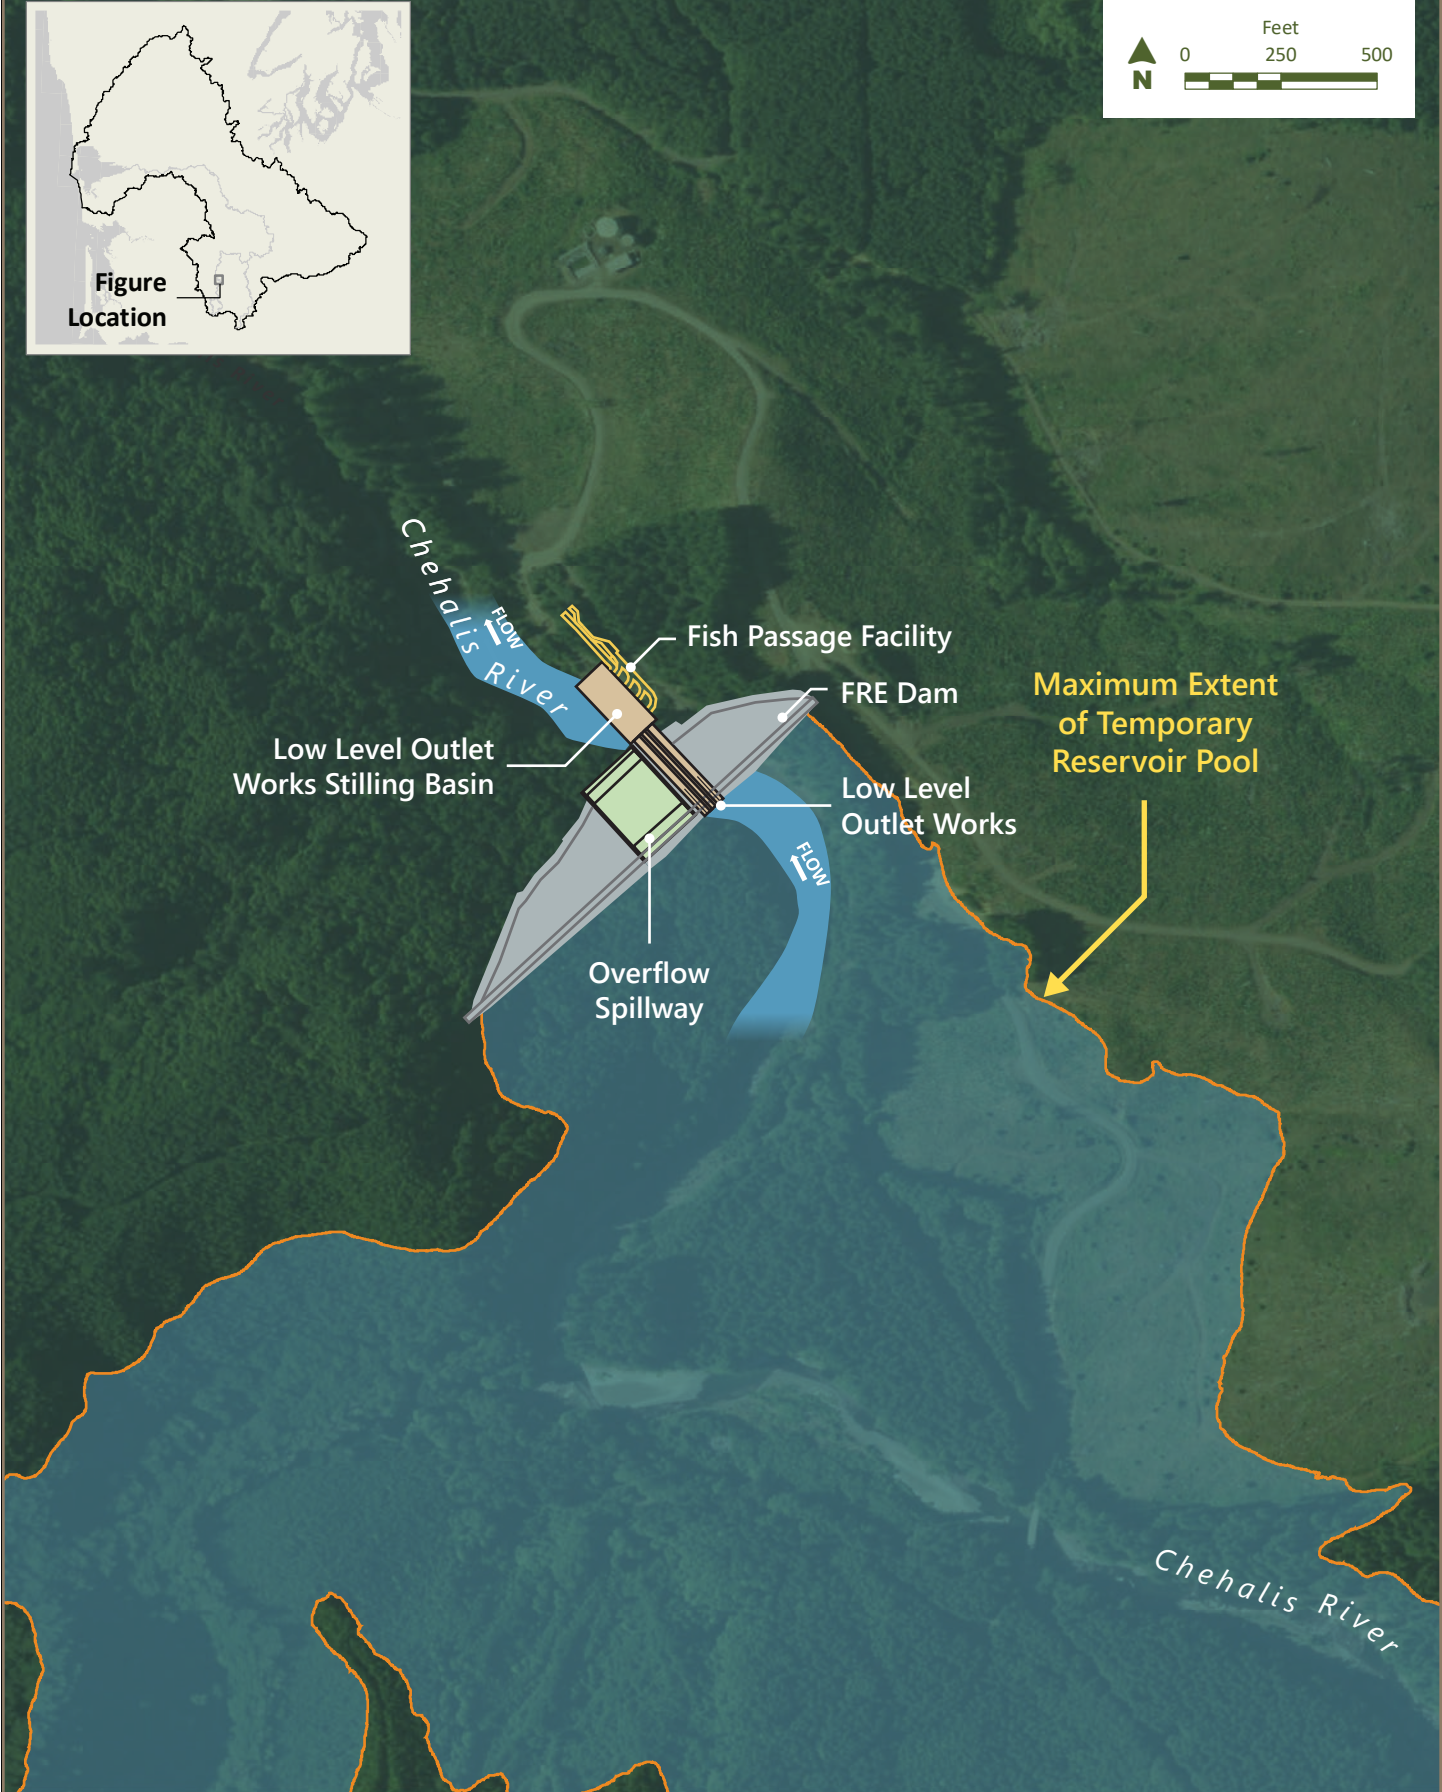 Feet
0 250 500
N
Figure
Location
Chehalis River
FLOW
Fish Passage Facility
FRE Dam
Maximum Extent
of Temporary
Reservoir Pool
Low Level Outlet
Works Stilling Basin
Low Level
Outlet Works
FLOW
Overflow
Spillway
Chehalis River